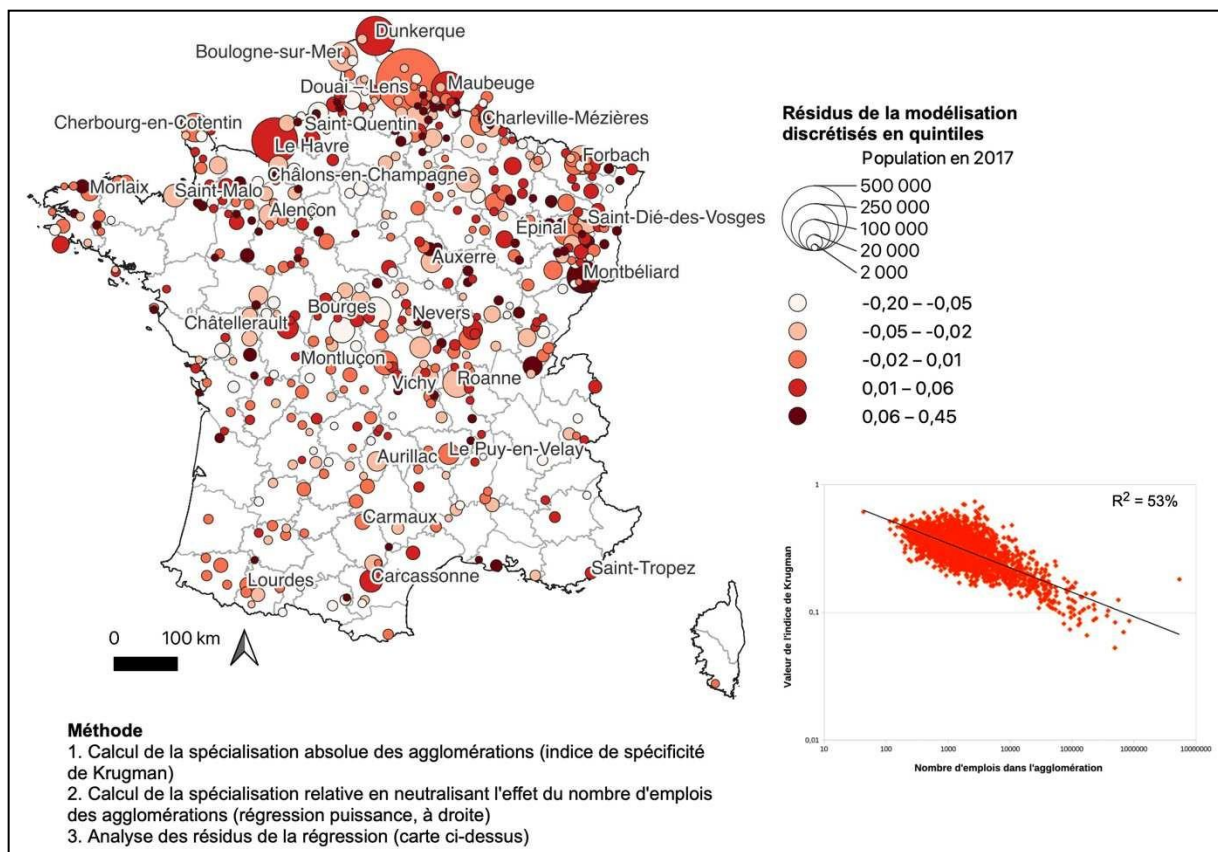 Dunkerque
Boulogne-sur-Mer
Douai – Lens
Maubeuge
Cherbourg-en-Cotentin
Saint-Quentin
Charleville-Mézières
Le Havre
Forbach
Châlons-en-Champagne
Morlaix
Saint-Malo
Alençon
Saint-Dié-des-Vosges
Épinal
Auxerre
Montbéliard
Bourges
Nevers
Châtellerault
Montluçon
Vichy
Roanne
Aurillac
Le Puy-en-Velay
Carmaux
Lourdes
Carcassonne
Saint-Tropez
0 100 km
Résidus de la modélisation
discrétisés en quintiles
Population en 2017
500 000
250 000
100 000
20 000
2 000
-0,20 – -0,05
-0,05 – -0,02
-0,02 – 0,01
0,01 – 0,06
0,06 – 0,45
R² = 53%
Valeur de l'indice de Krugman
1
0,1
0,01
10 100 1000 10000 100000 1000000 10000000
Nombre d'emplois dans l'agglomération
Méthode
1. Calcul de la spécialisation absolue des agglomérations (indice de spécificité
de Krugman)
2. Calcul de la spécialisation relative en neutralisant l'effet du nombre d'emplois
des agglomérations (régression puissance, à droite)
3. Analyse des résidus de la régression (carte ci-dessus)